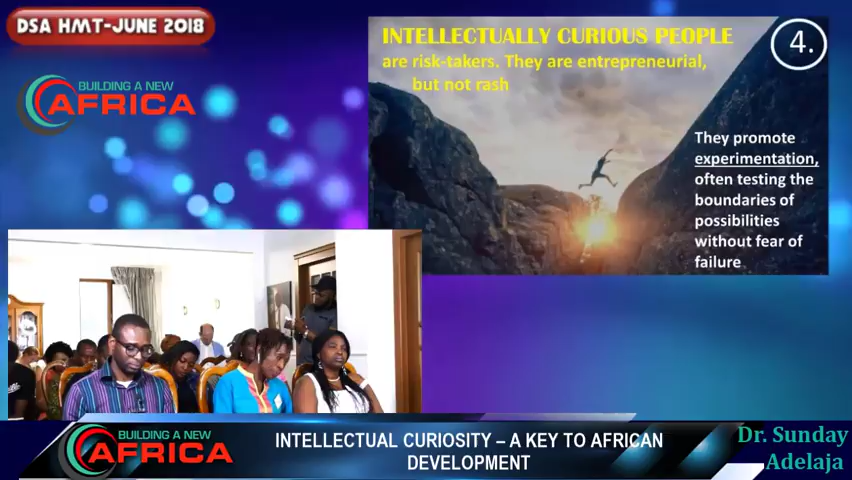 DSA HMT-JUNE 2018
BUILDING A NEW
AFRICA
INTELLECTUALLY CURIOUS PEOPLE
are risk-takers. They are entrepreneurial,
but not rash
4.
They promote
experimentation,
often testing the
boundaries of
possibilities
without fear of
failure
BUILDING A NEW
AFRICA
INTELLECTUAL CURIOSITY – A KEY TO AFRICAN
DEVELOPMENT
Dr. Sunday
Adelaja